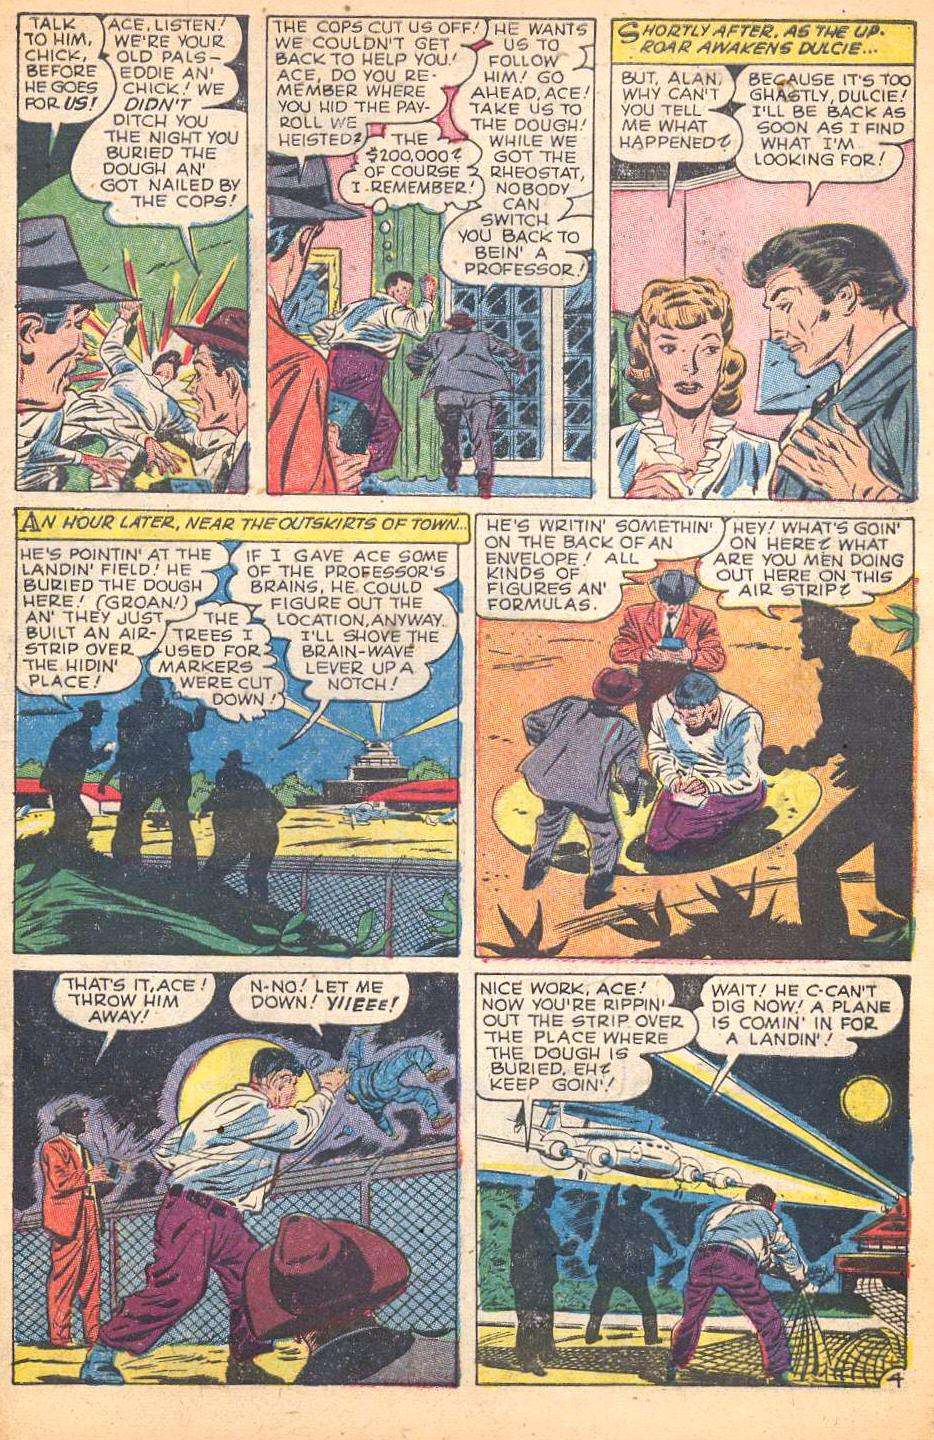 TALK
TO HIM,
CHICK,
BEFORE
HE GOES
FOR US!
ACE, LISTEN!
WE'RE YOUR
OLD PALS-
EDDIE AN'
CHICK! WE
DIDN'T
DITCH YOU
THE NIGHT YOU
BURIED THE
DOUGH AN'
GOT NAILED BY
THE COPS!
THE COPS CUT US OFF!
WE COULDN'T GET
BACK TO HELP YOU!
ACE, DO YOU RE-
MEMBER WHERE
YOU HID THE PAY-
ROLL WE
HEISTED?
THE
$200,000?
OF COURSE
I REMEMBER!
HE WANTS
US TO
FOLLOW
HIM! GO
AHEAD, ACE!
TAKE US TO
THE DOUGH!
WHILE WE
GOT THE
RHEOSTAT,
NOBODY
CAN
SWITCH
YOU BACK TO
BEIN' A
PROFESSOR!
SHORTLY AFTER, AS THE UP-
ROAR AWAKENS DULCIE...
BUT, ALAN,
WHY CAN'T
YOU TELL
ME WHAT
HAPPENED?
BECAUSE IT'S TOO
GHASTLY, DULCIE!
I'LL BE BACK AS
SOON AS I FIND
WHAT I'M
LOOKING FOR!
AN HOUR LATER, NEAR THE OUTSKIRTS OF TOWN...
HE'S POINTIN' AT THE
LANDIN' FIELD! HE
BURIED THE DOUGH
HERE! (GROAN!)
AN' THEY JUST
BUILT AN AIR-
STRIP OVER
THE HIDIN'
PLACE!
THE
TREES I
USED FOR
MARKERS
WERE CUT
DOWN!
IF I GAVE ACE SOME
OF THE PROFESSOR'S
BRAINS, HE COULD
FIGURE OUT THE
LOCATION, ANYWAY.
I'LL SHOVE THE
BRAIN-WAVE
LEVER UP A
NOTCH!
HE'S WRITIN' SOMETHIN'
ON THE BACK OF AN
ENVELOPE! ALL
KINDS OF
FIGURES AN'
FORMULAS.
HEY! WHAT'S GOIN'
ON HERE? WHAT
ARE YOU MEN DOING
OUT HERE ON THIS
AIR STRIP?
THAT'S IT, ACE!
THROW HIM
AWAY!
N-NO! LET ME
DOWN! YIIEEE!
NICE WORK, ACE!
NOW YOU'RE RIPPIN'
OUT THE STRIP OVER
THE PLACE WHERE
THE DOUGH IS
BURIED, EH?
KEEP GOIN'!
WAIT! HE C-CAN'T
DIG NOW! A PLANE
IS COMIN' IN FOR
A LANDIN'!
4